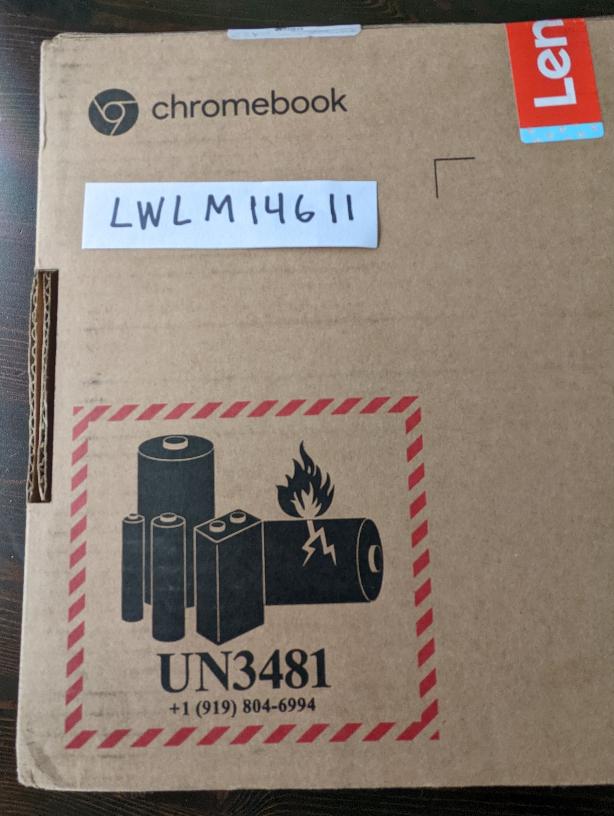 chromebook
Len
LWLM14611
UN3481
+1 (919) 804-6994